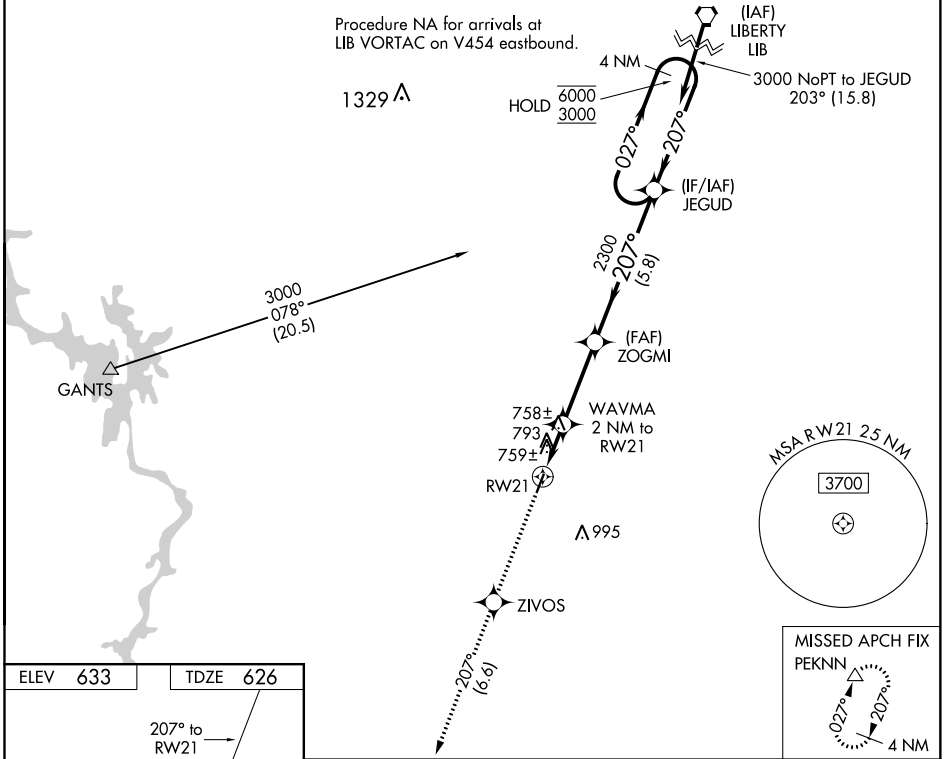 Procedure NA for arrivals at
LIB VORTAC on V454 eastbound.
(IAF)
LIBERTY
LIB
4 NM
3000 NoPT to JEGUD
203° (15.8)
1329
HOLD 6000
3000
027°
207°
(IF/IAF)
JEGUD
2300
207°
(5.8)
3000
078°
(20.5)
GANTS
(FAF)
ZOGMI
758±
793
759±
WAVMA
2 NM to
RW21
RW21
995
MSA RW21 25 NM
3700
ZIVOS
207°
(6.6)
MISSED APCH FIX
PEKNN
027°
207°
4 NM
ELEV 633
TDZE 626
207° to
RW21